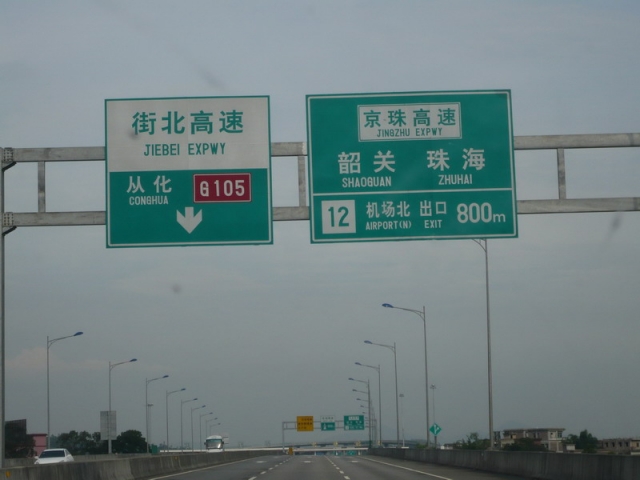 街北高速
JIEBEI EXPWY
从化 G105
CONGHUA
京珠高速
JINGZHU EXPWY
韶关 珠海
SHAOGUAN ZHUHAI
12 机场北 出口 800m
AIRPORT(N) EXIT